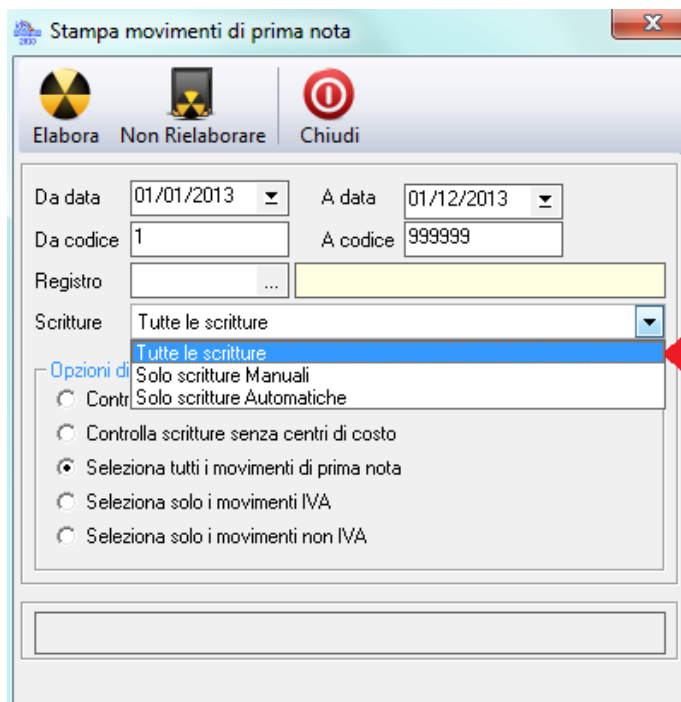 Stampa movimenti di prima nota
Elabora Non Rielaborare Chiudi
Da data 01/01/2013 A data 01/12/2013
Da codice 1 A codice 999999
Registro ...
Scritture Tutte le scritture
Tutte le scritture
Opzioni di
Solo scritture Manuali
Solo scritture Automatiche
Controlla scritture senza centri di costo
Seleziona tutti i movimenti di prima nota
Seleziona solo i movimenti IVA
Seleziona solo i movimenti non IVA